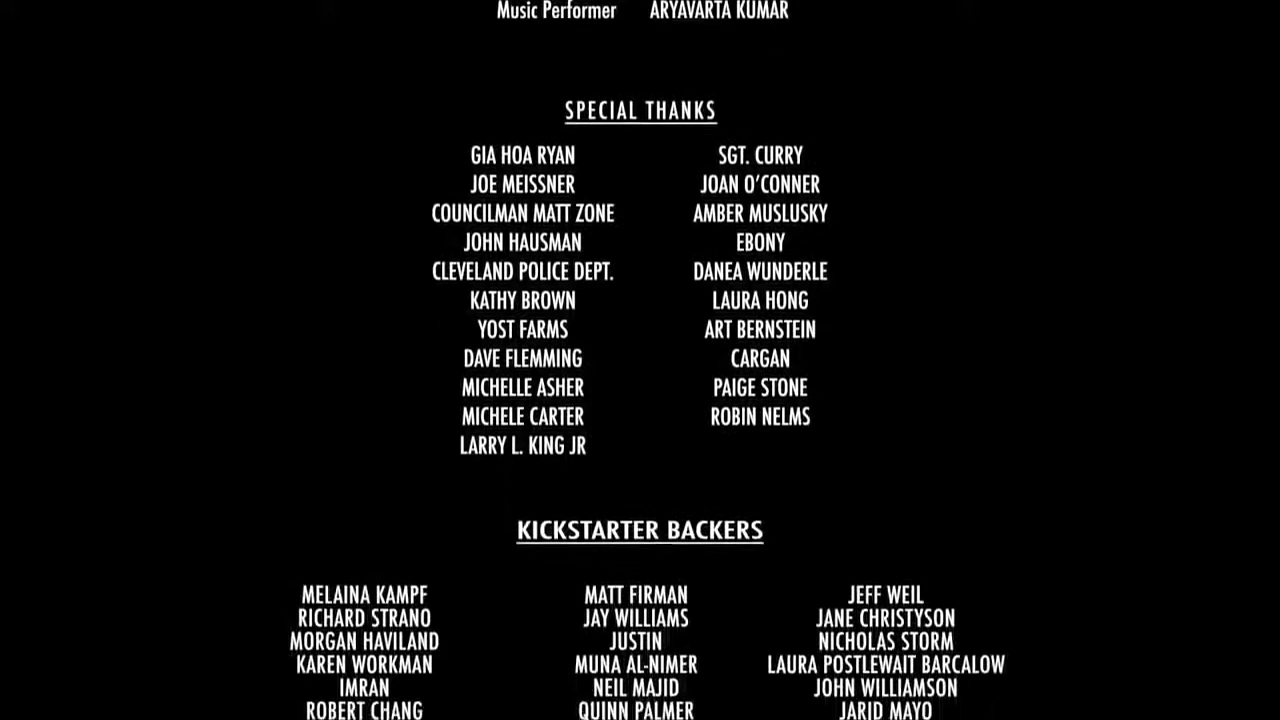 Music Performer ARYAVARTA KUMAR
SPECIAL THANKS
GIA HOA RYAN SGT. CURRY
JOE MEISSNER JOAN O'CONNER
COUNCILMAN MATT ZONE AMBER MUSLUSKY
JOHN HAUSMAN EBONY
CLEVELAND POLICE DEPT. DANEA WUNDERLE
KATHY BROWN LAURA HONG
YOST FARMS ART BERNSTEIN
DAVE FLEMMING CARGAN
MICHELLE ASHER PAIGE STONE
MICHELE CARTER ROBIN NELMS
LARRY L. KING JR
KICKSTARTER BACKERS
MELAINA KAMPF MATT FIRMAN JEFF WEIL
RICHARD STRANO JAY WILLIAMS JANE CHRISTYSON
MORGAN HAVILAND JUSTIN NICHOLAS STORM
KAREN WORKMAN MUNA AL-NIMER LAURA POSTLEWAIT BARCALOW
IMRAN NEIL MAJID JOHN WILLIAMSON
ROBERT CHANG QUINN PALMER JARID MAYO